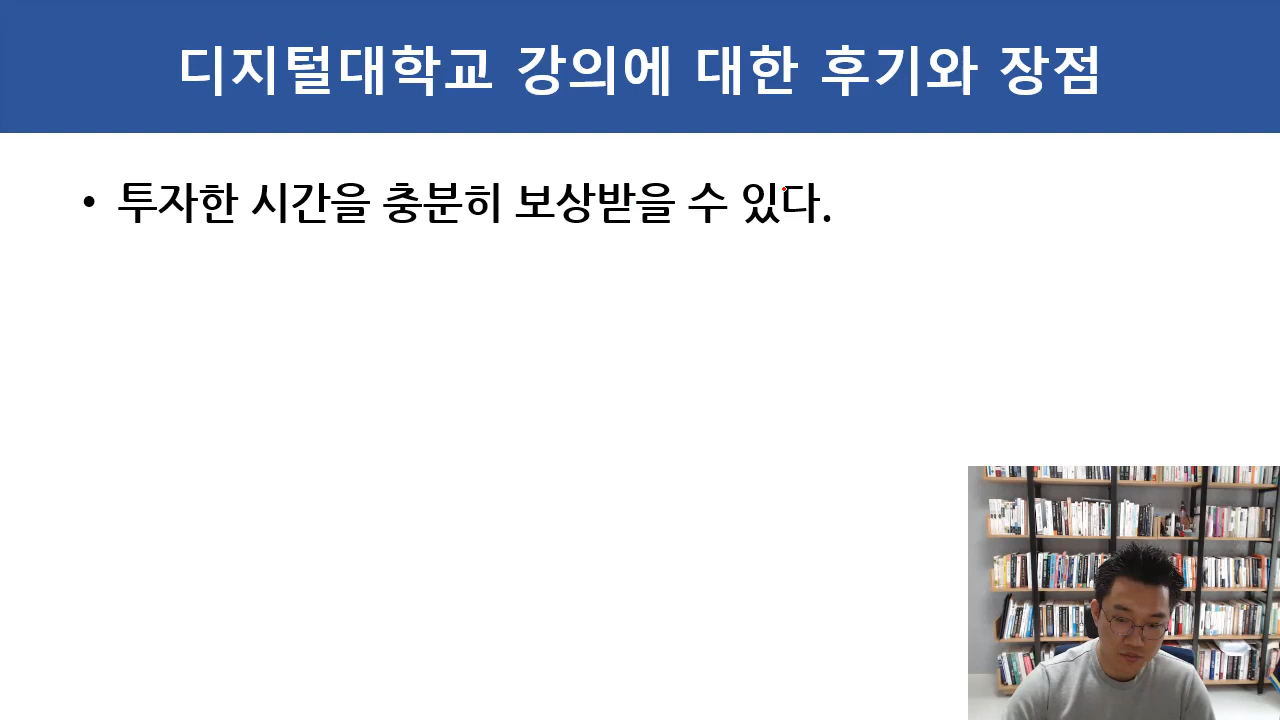 디지털대학교 강의에 대한 후기와 장점
• 투자한 시간을 충분히 보상받을 수 있다.